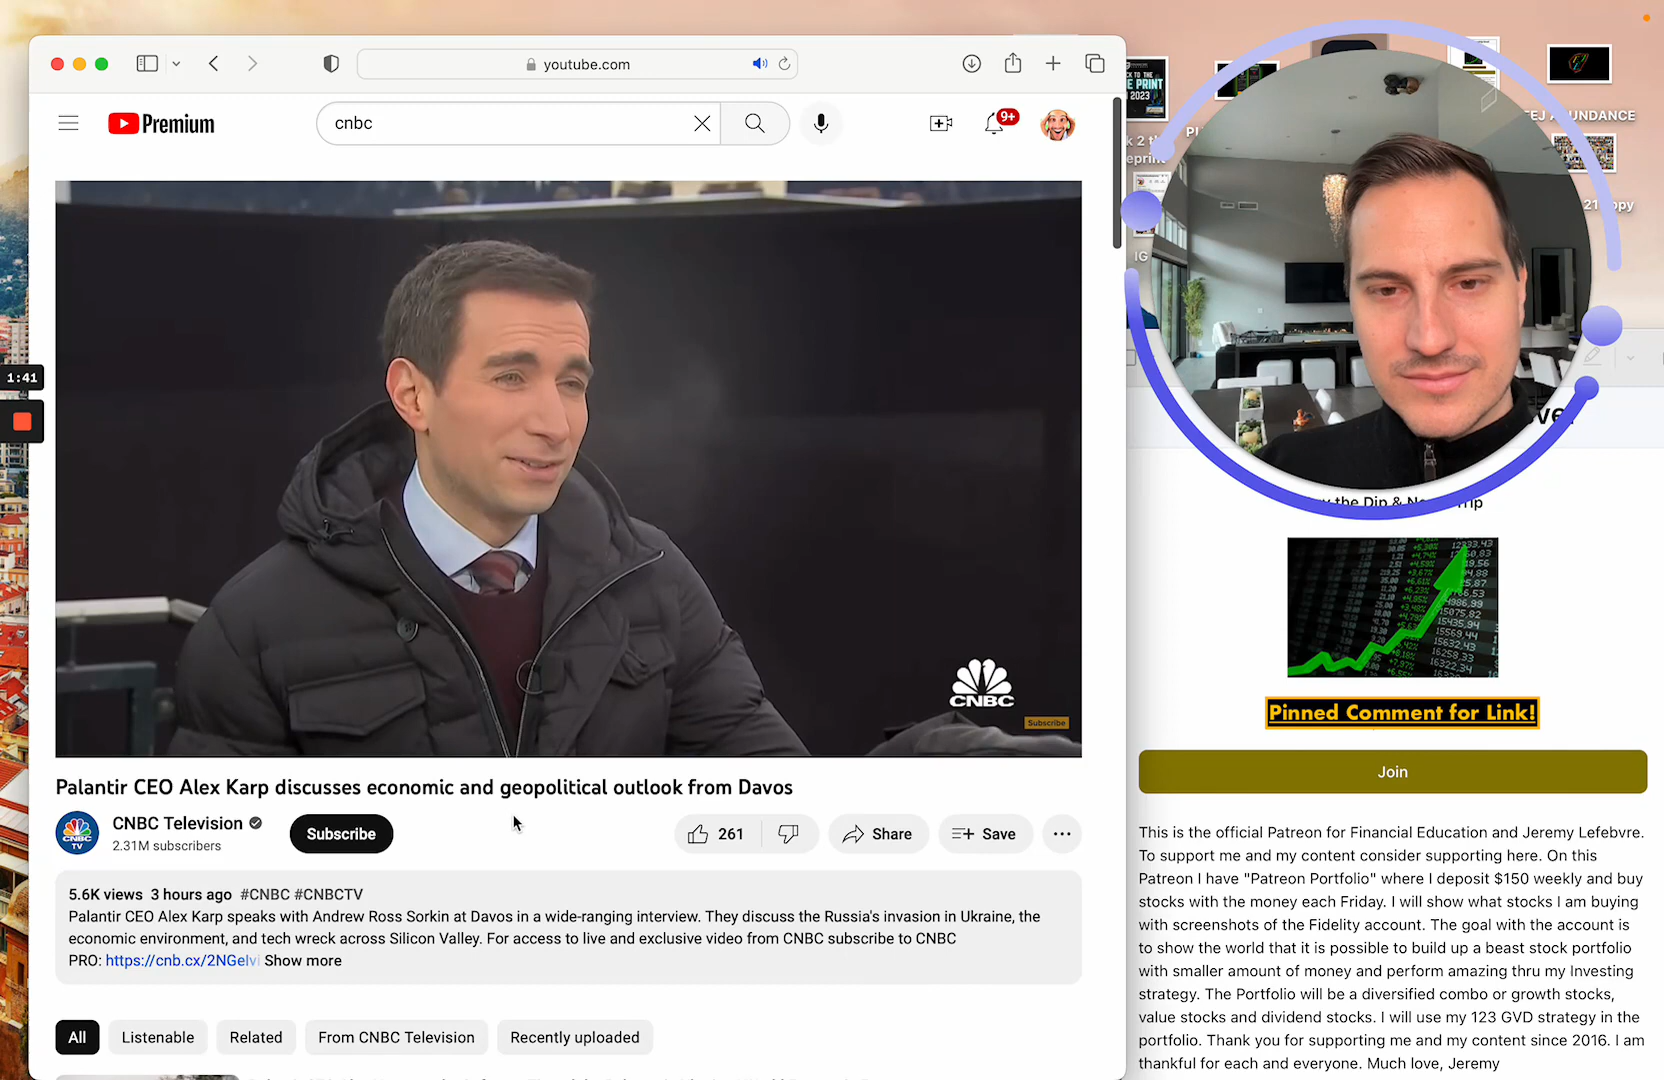 youtube.com
Premium
cnbc
9+
1:41
CNBC
Subscribe
Palantir CEO Alex Karp discusses economic and geopolitical outlook from Davos
CNBC TV
CNBC Television
2.31M subscribers
Subscribe
261
Share
Save
5.6K views 3 hours ago #CNBC #CNBCTV
Palantir CEO Alex Karp speaks with Andrew Ross Sorkin at Davos in a wide-ranging interview. They discuss the Russia's invasion in Ukraine, the
economic environment, and tech wreck across Silicon Valley. For access to live and exclusive video from CNBC subscribe to CNBC
PRO: https://cnb.cx/2NGelvi Show more
All
Listenable
Related
From CNBC Television
Recently uploaded
IG
the Dip &
Pinned Comment for Link!
Join
This is the official Patreon for Financial Education and Jeremy Lefebvre.
To support me and my content consider supporting here. On this
Patreon I have "Patreon Portfolio" where I deposit $150 weekly and buy
stocks with the money each Friday. I will show what stocks I am buying
with screenshots of the Fidelity account. The goal with the account is
to show the world that it is possible to build up a beast stock portfolio
with smaller amount of money and perform amazing thru my Investing
strategy. The Portfolio will be a diversified combo or growth stocks,
value stocks and dividend stocks. I will use my 123 GVD strategy in the
portfolio. Thank you for supporting me and my content since 2016. I am
thankful for each and everyone. Much love, Jeremy